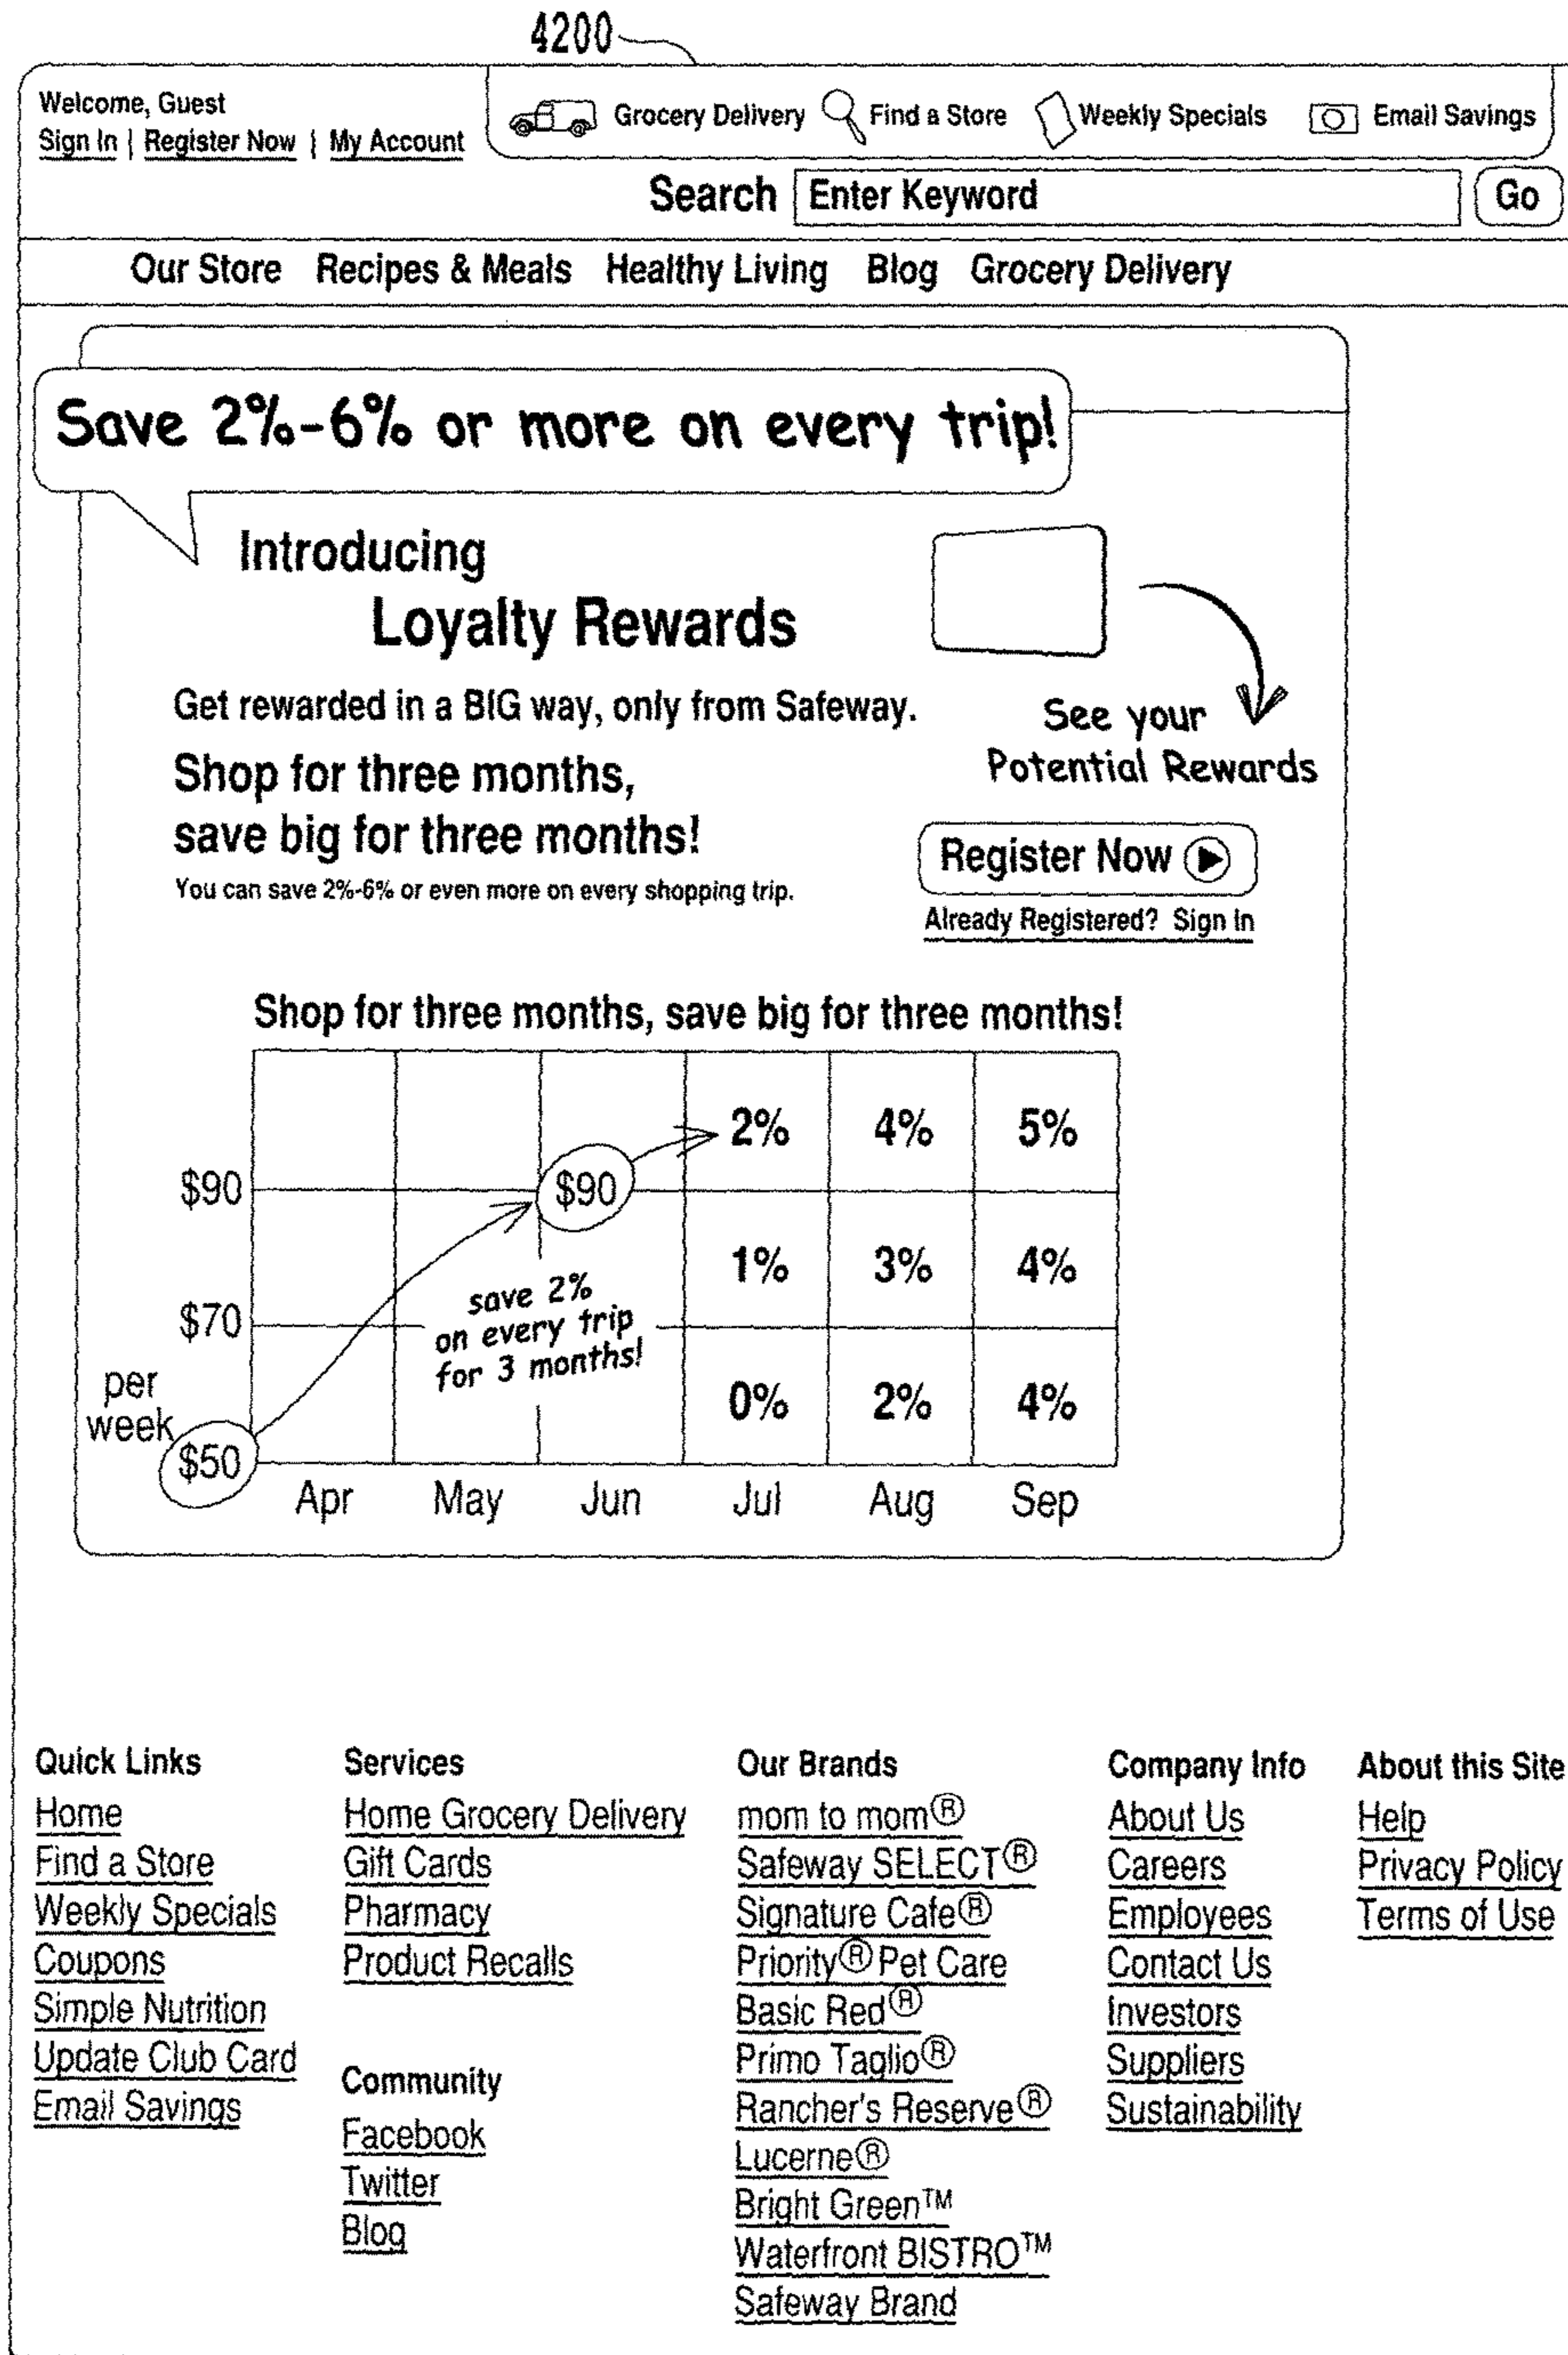 4200
Welcome, Guest
Sign In | Register Now | My Account
Grocery Delivery Find a Store Weekly Specials Email Savings
Search Enter Keyword Go
Our Store Recipes & Meals Healthy Living Blog Grocery Delivery
Save 2%-6% or more on every trip!
Introducing
Loyalty Rewards
Get rewarded in a BIG way, only from Safeway.
Shop for three months,
save big for three months!
You can save 2%-6% or even more on every shopping trip.
See your
Potential Rewards
Register Now
Already Registered? Sign In
Shop for three months, save big for three months!
2% 4% 5%
$90 $90
1% 3% 4%
save 2%
on every trip
for 3 months!
$70
0% 2% 4%
per
week
$50
Apr May Jun Jul Aug Sep
Quick Links
Home
Find a Store
Weekly Specials
Coupons
Simple Nutrition
Update Club Card
Email Savings
Services
Home Grocery Delivery
Gift Cards
Pharmacy
Product Recalls
Community
Facebook
Twitter
Blog
Our Brands
mom to mom®
Safeway SELECT®
Signature Cafe®
Priority® Pet Care
Basic Red®
Primo Taglio®
Rancher's Reserve®
Lucerne®
Bright Green™
Waterfront BISTRO™
Safeway Brand
Company Info
About Us
Careers
Employees
Contact Us
Investors
Suppliers
Sustainability
About this Site
Help
Privacy Policy
Terms of Use